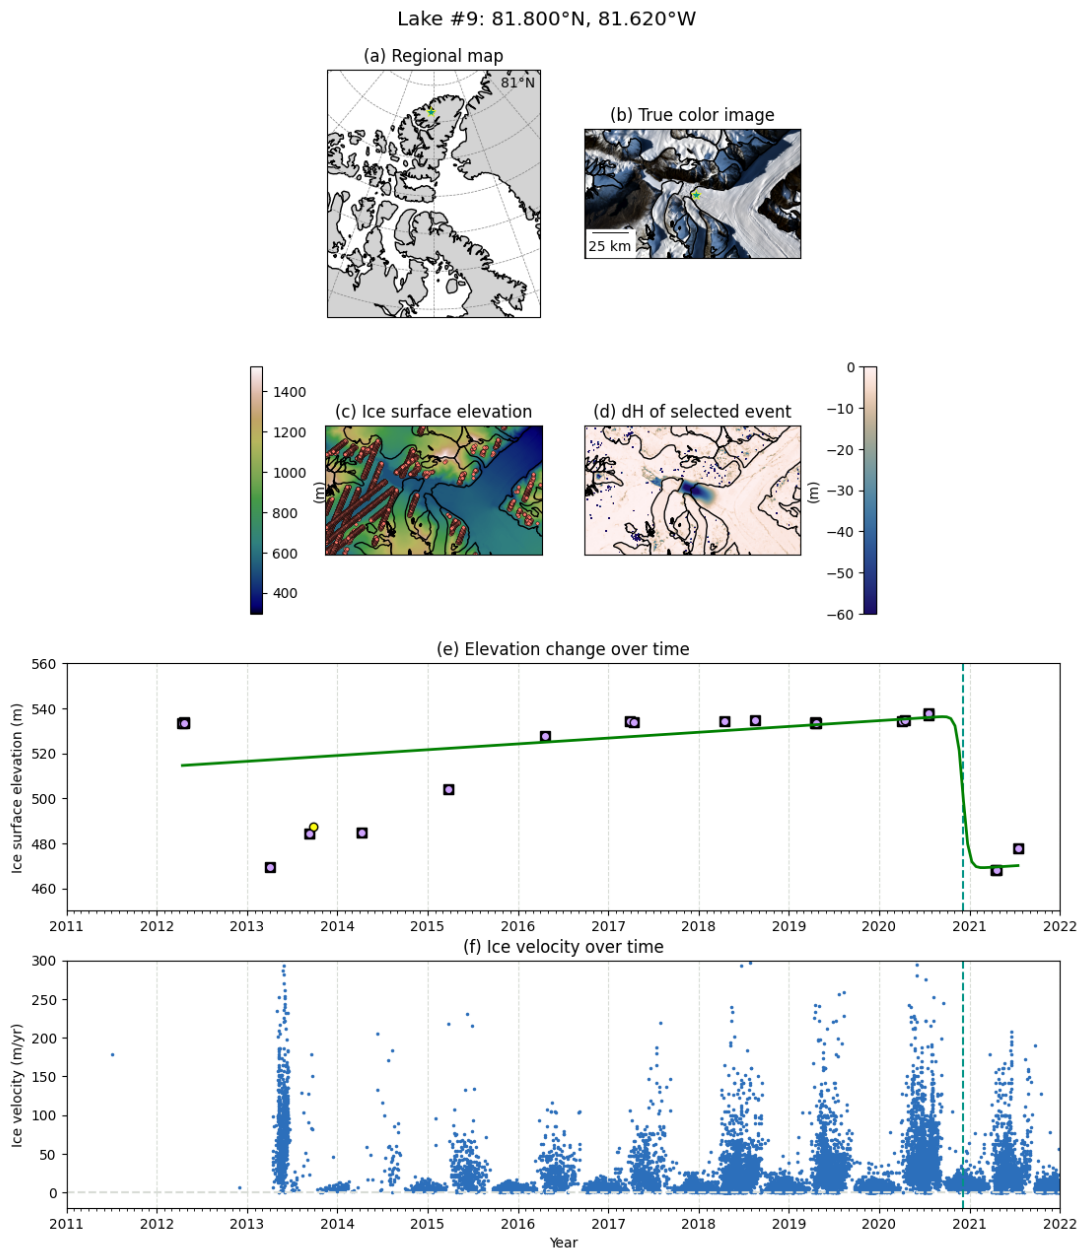 Lake #9: 81.800°N, 81.620°W
(a) Regional map
81°N
(b) True color image
25 km
(c) Ice surface elevation
1400
1200
1000
800
600
400
(m)
(d) dH of selected event
0
−10
−20
−30
−40
−50
−60
(m)
(e) Elevation change over time
Ice surface elevation (m)
560
540
520
500
480
460
2011 2012 2013 2014 2015 2016 2017 2018 2019 2020 2021 2022
(f) Ice velocity over time
Ice velocity (m/yr)
300
250
200
150
100
50
0
2011 2012 2013 2014 2015 2016 2017 2018 2019 2020 2021 2022
Year